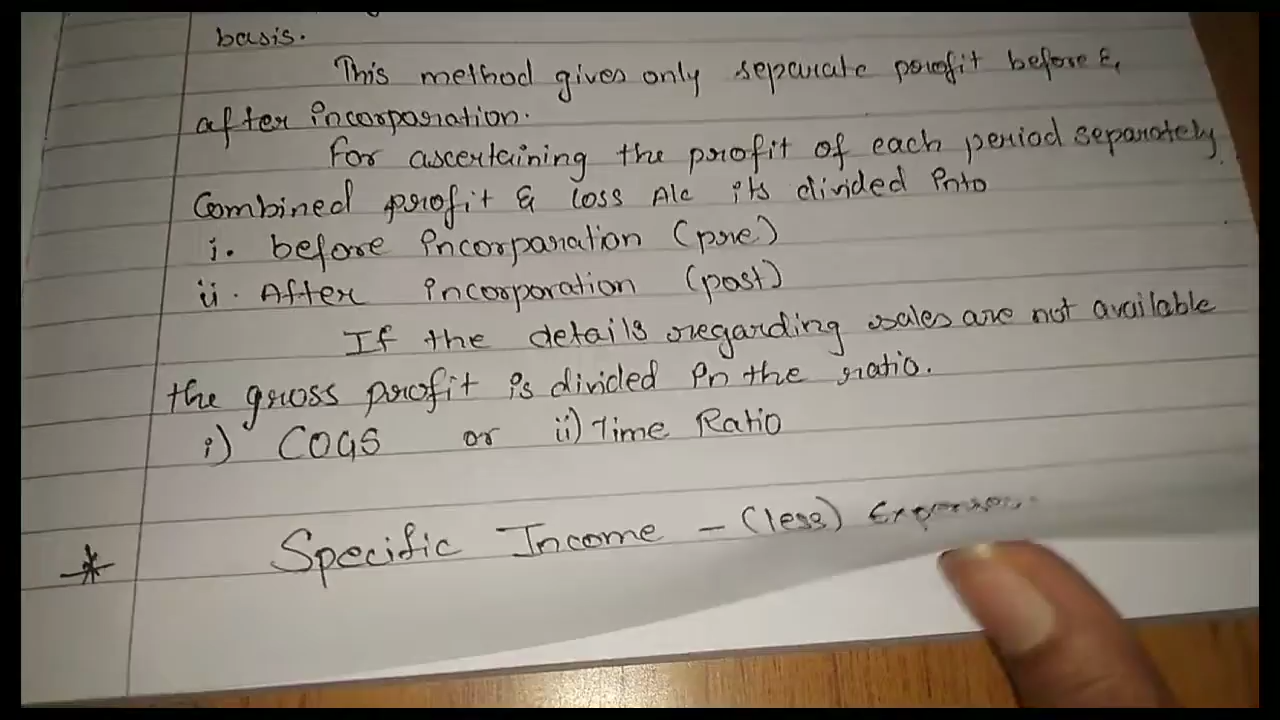 basis.
This method gives only separate profit before &
after incorporation.
For ascertaining the profit of each period separately
Combined profit & loss A/c its divided into
i. before incorporation (pre)
ii. After incorporation (post)
If the details regarding sales are not available
the gross profit is divided in the ratio.
i) COGS or ii) Time Ratio
* Specific Income - (less)